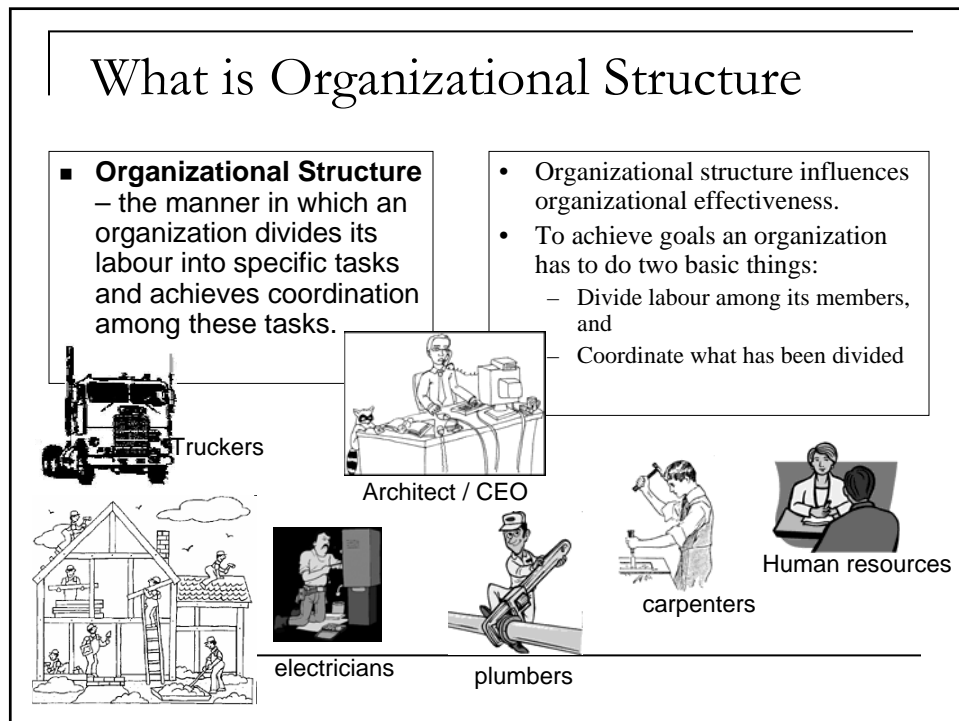 What is Organizational Structure
■ Organizational Structure
– the manner in which an
organization divides its
labour into specific tasks
and achieves coordination
among these tasks.
• Organizational structure influences
organizational effectiveness.
• To achieve goals an organization
has to do two basic things:
– Divide labour among its members,
and
– Coordinate what has been divided
Truckers
Architect / CEO
Human resources
carpenters
electricians
plumbers